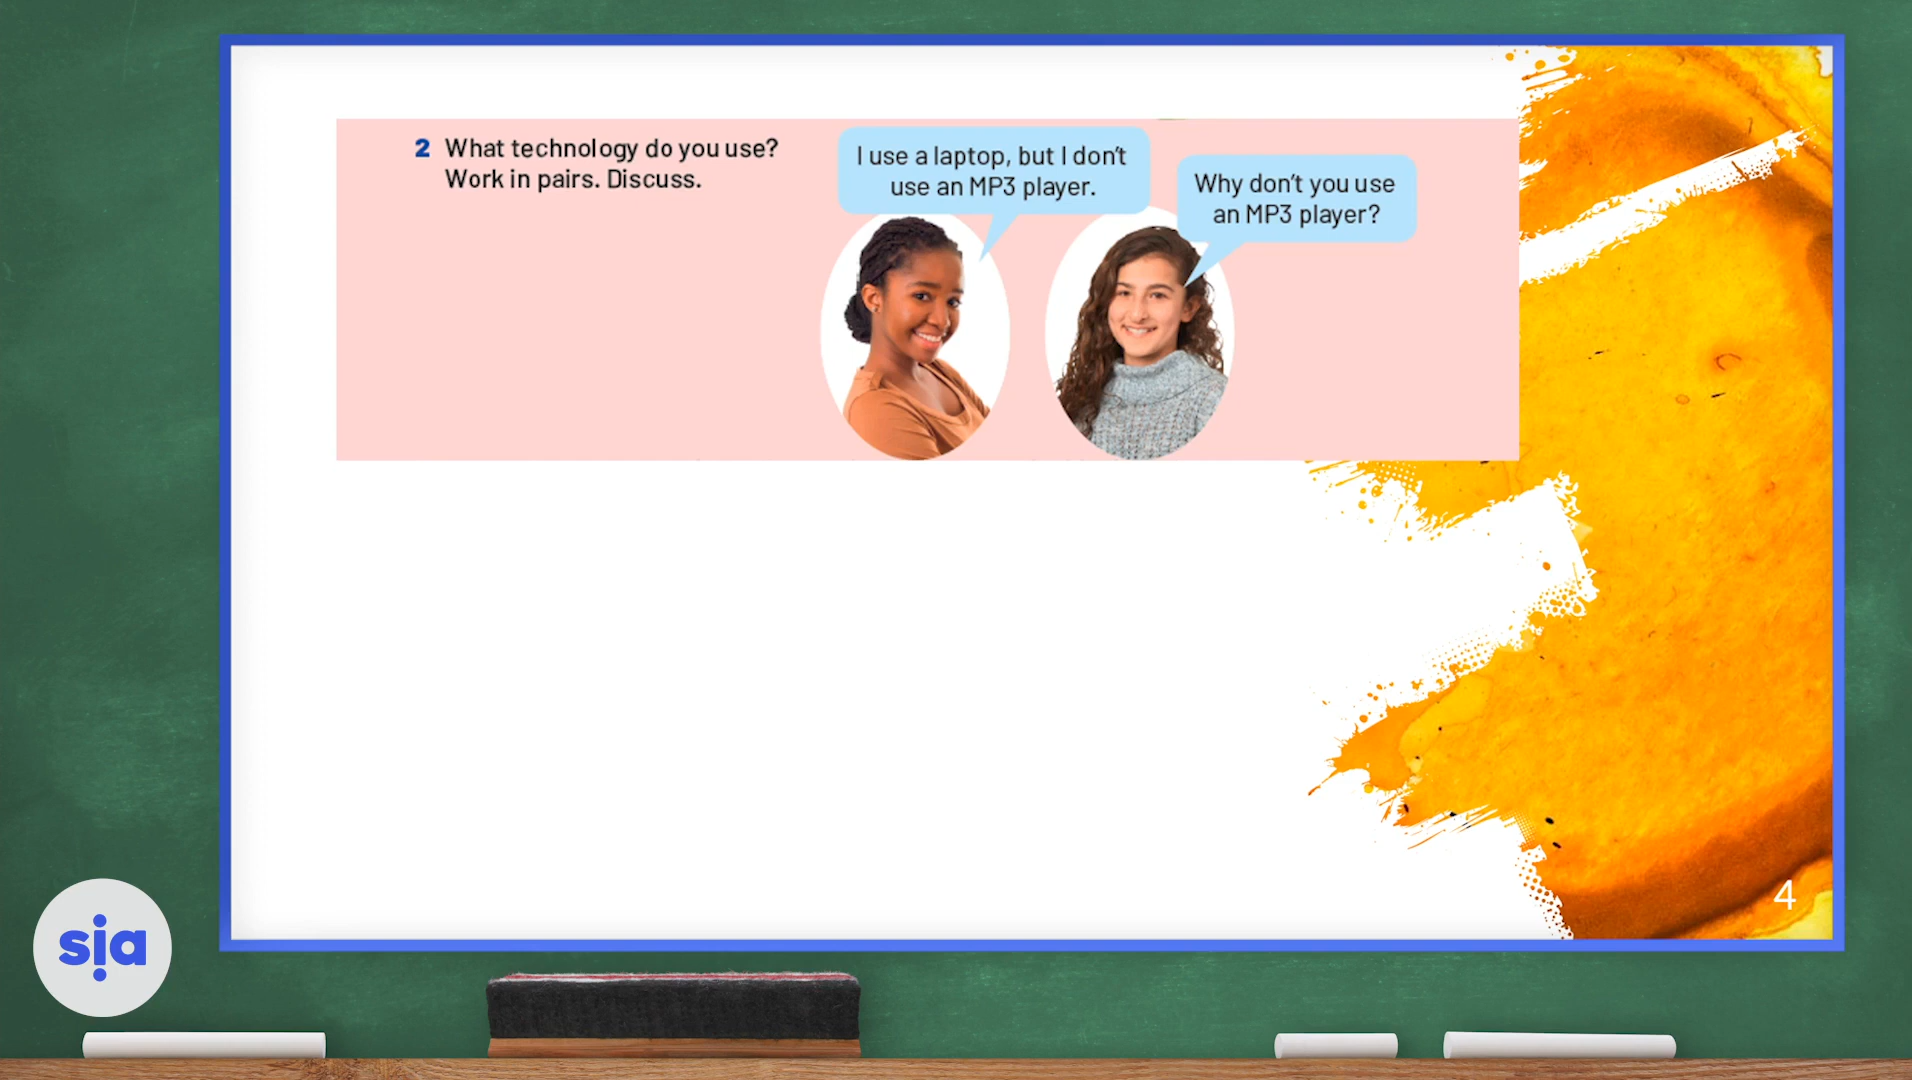 2 What technology do you use?
Work in pairs. Discuss.
I use a laptop, but I don't
use an MP3 player.
Why don't you use
an MP3 player?
4
sia